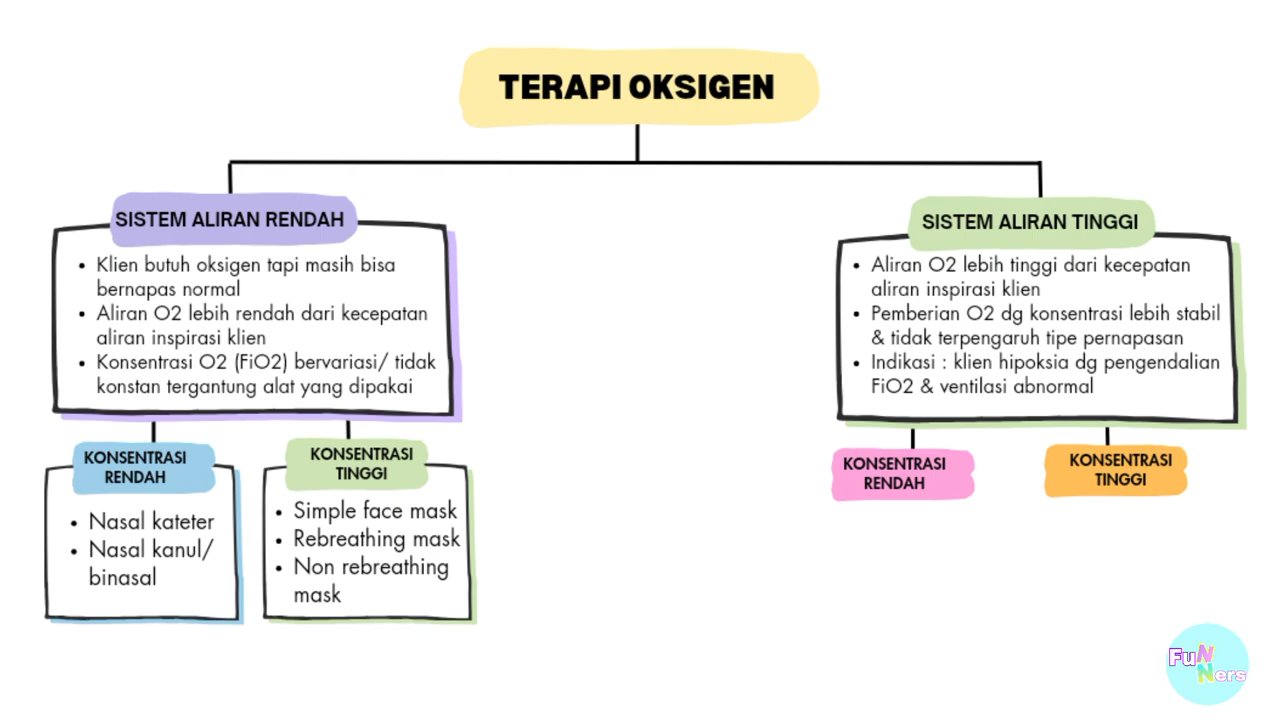 TERAPI OKSIGEN
SISTEM ALIRAN RENDAH
• Klien butuh oksigen tapi masih bisa
bernapas normal
• Aliran O2 lebih rendah dari kecepatan
aliran inspirasi klien
• Konsentrasi O2 (FiO2) bervariasi/ tidak
konstan tergantung alat yang dipakai
KONSENTRASI
RENDAH
• Nasal kateter
• Nasal kanul/
binasal
KONSENTRASI
TINGGI
• Simple face mask
• Rebreathing mask
• Non rebreathing
mask
SISTEM ALIRAN TINGGI
• Aliran O2 lebih tinggi dari kecepatan
aliran inspirasi klien
• Pemberian O2 dg konsentrasi lebih stabil
& tidak terpengaruh tipe pernapasan
• Indikasi : klien hipoksia dg pengendalian
FiO2 & ventilasi abnormal
KONSENTRASI
RENDAH
KONSENTRASI
TINGGI
FuN
Ners